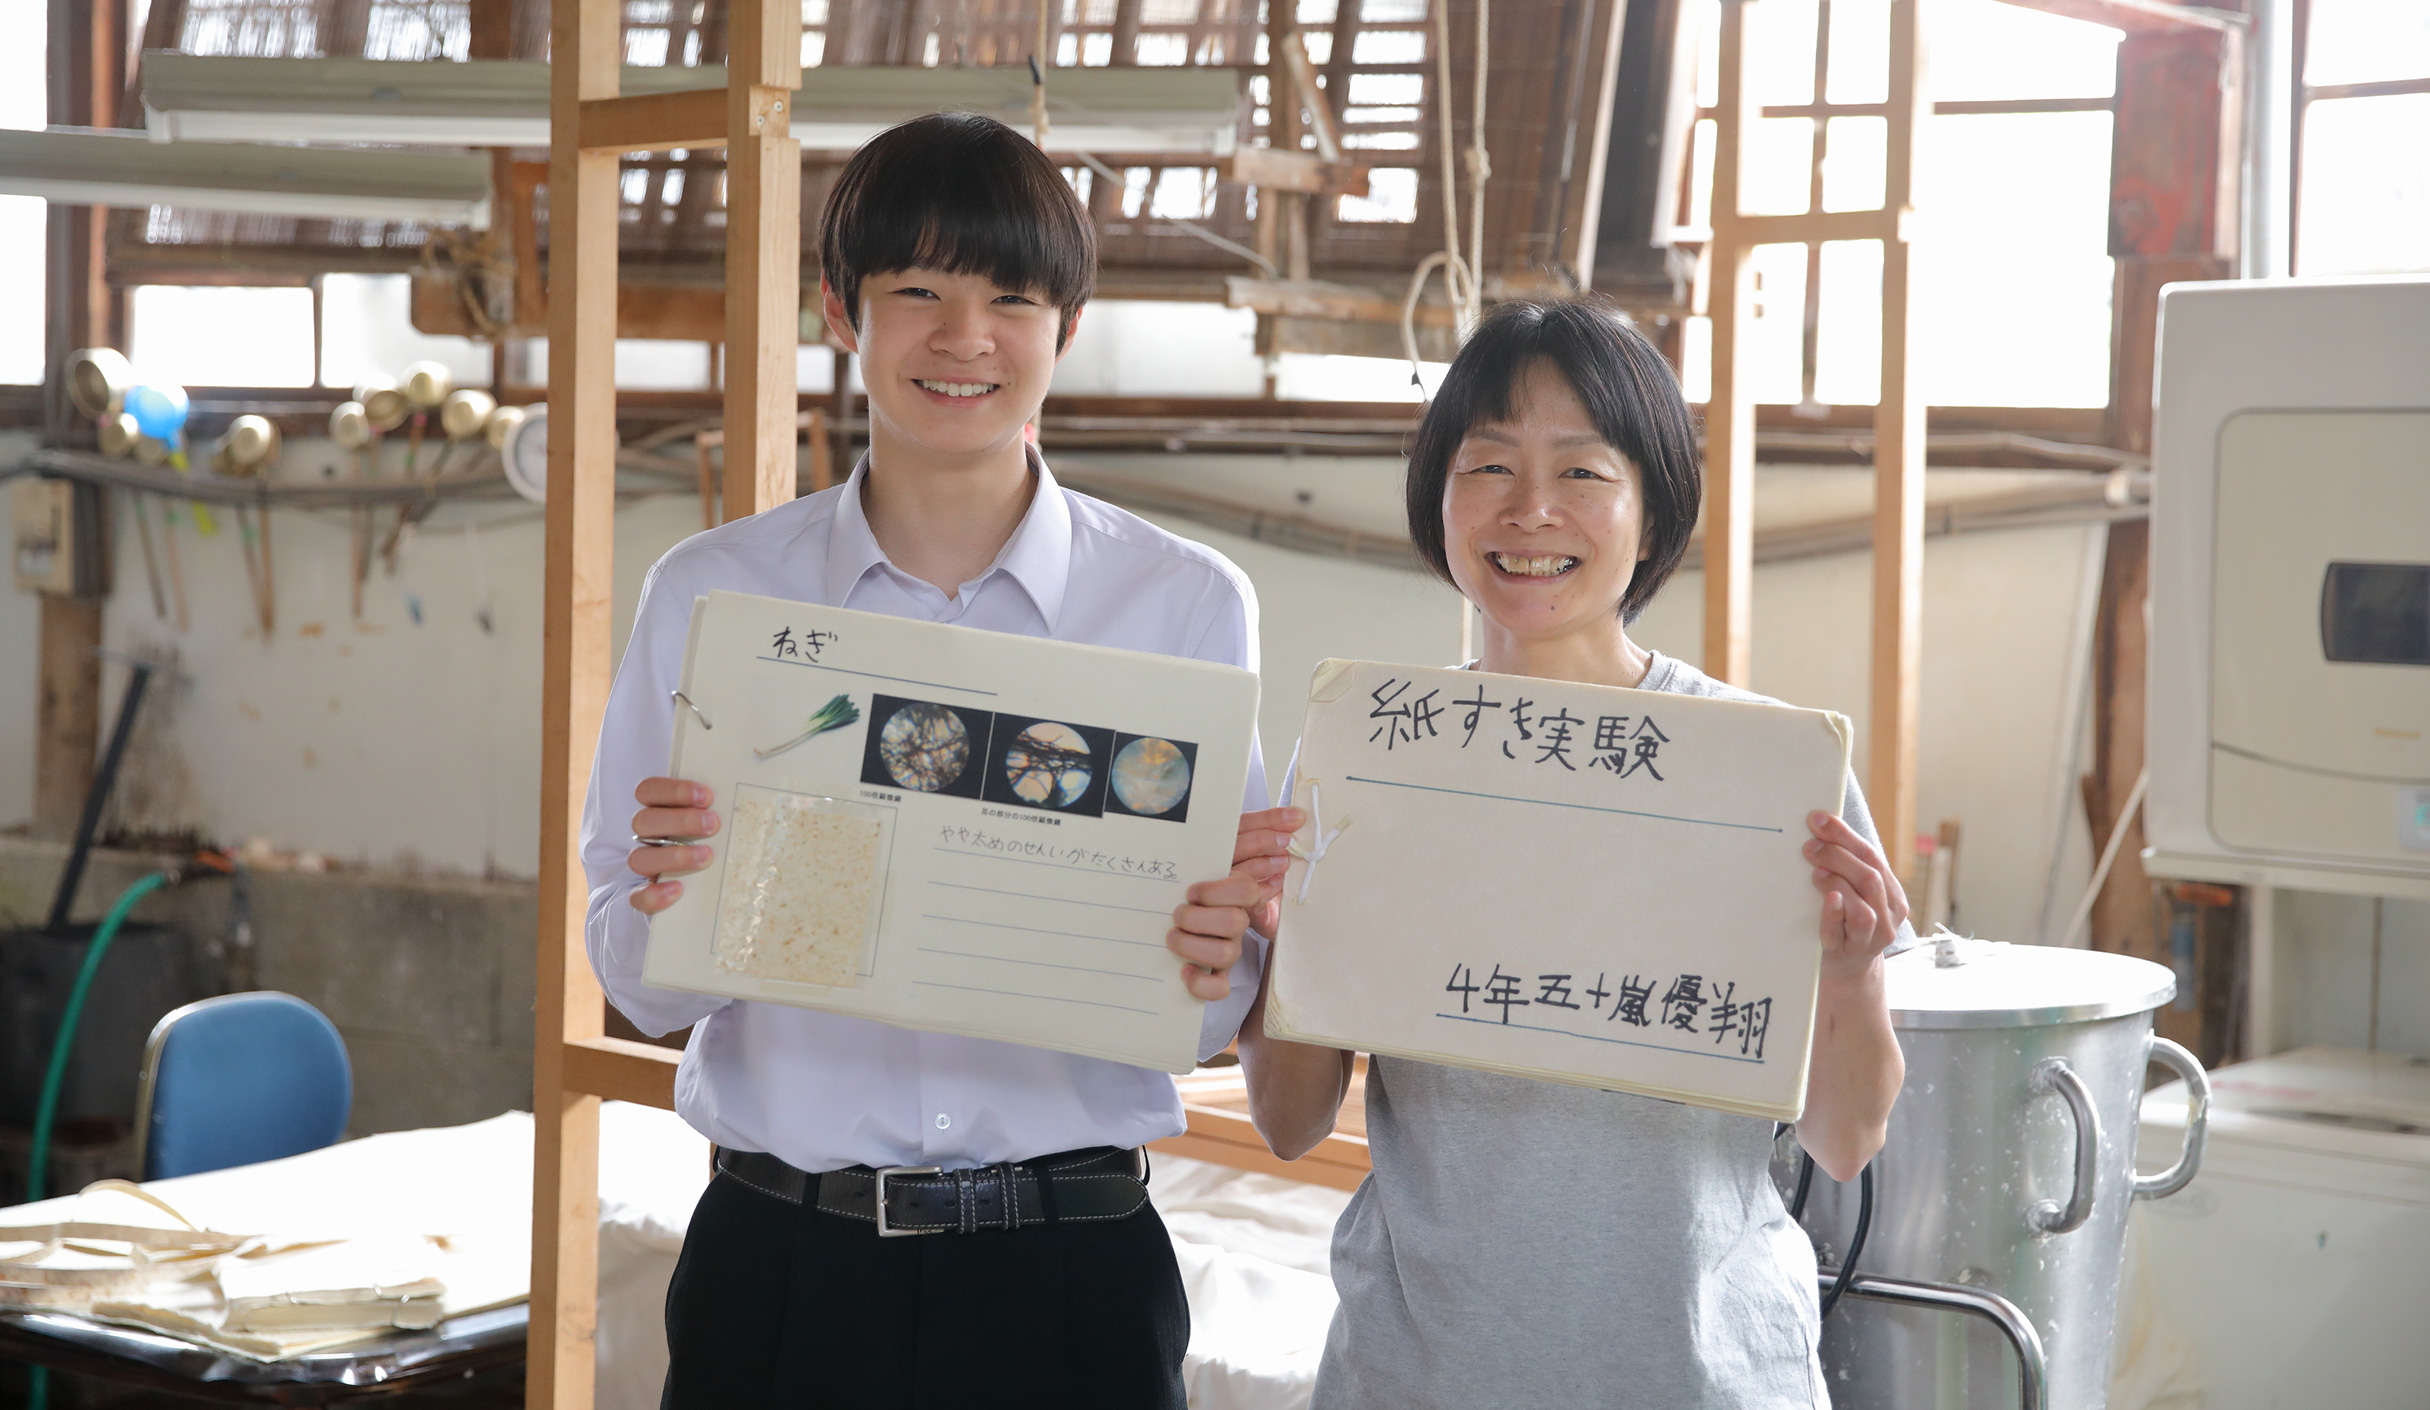 ねぎ
100倍顕微鏡
瓦の部分の100倍顕微鏡
やや太めのせんいがたくさんある。
紙すき実験
4年五十嵐優翔